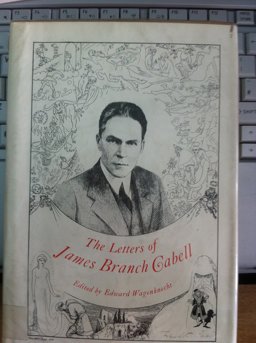 The Letters of
James Branch Cabell
Edited by Edward Wagenknecht